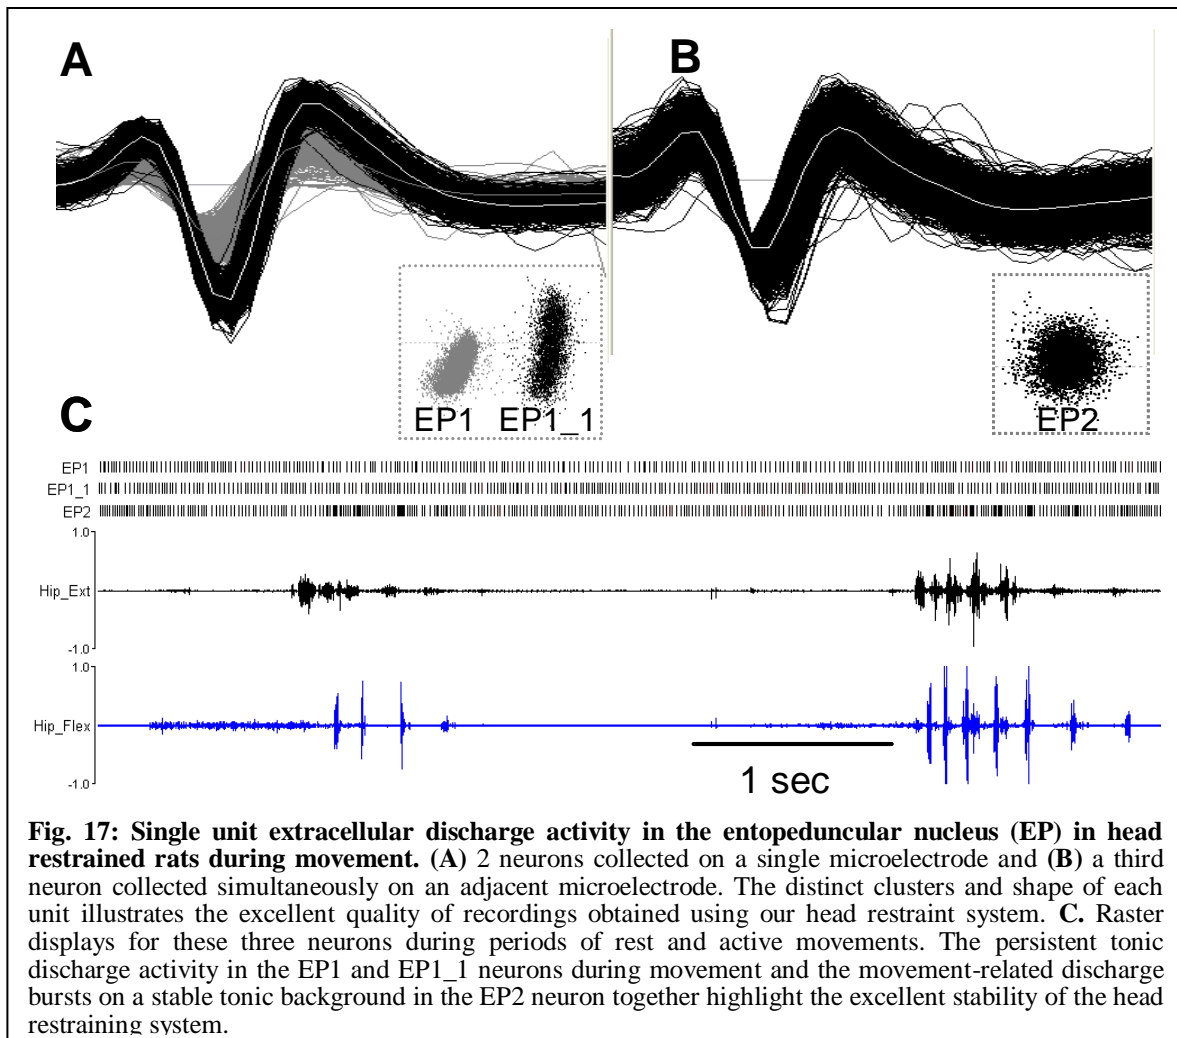 A
B
EP1 EP1_1
EP2
C
EP1
EP1_1
EP2
1.0
Hip_Ext
-1.0
1.0
Hip_Flex
-1.0
1 sec
Fig. 17: Single unit extracellular discharge activity in the entopeduncular nucleus (EP) in head
restrained rats during movement. (A) 2 neurons collected on a single microelectrode and (B) a third
neuron collected simultaneously on an adjacent microelectrode. The distinct clusters and shape of each
unit illustrates the excellent quality of recordings obtained using our head restraint system. C. Raster
displays for these three neurons during periods of rest and active movements. The persistent tonic
discharge activity in the EP1 and EP1_1 neurons during movement and the movement-related discharge
bursts on a stable tonic background in the EP2 neuron together highlight the excellent stability of the head
restraining system.